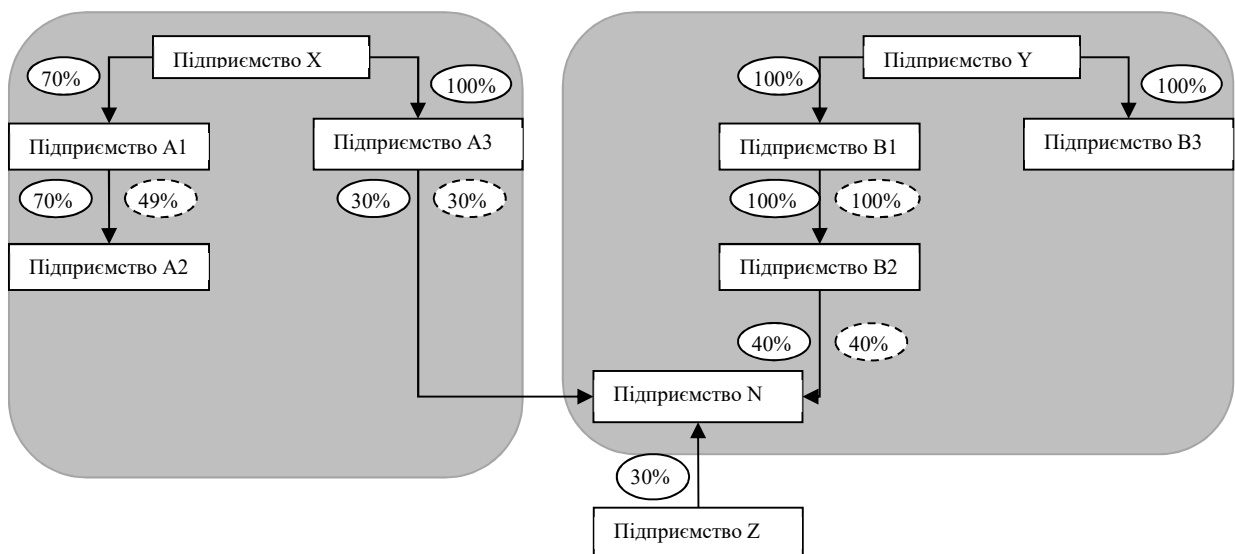 Підприємство X
Підприємство Y
70%
100%
100%
100%
Підприємство A1
Підприємство A3
Підприємство B1
Підприємство B3
70%
49%
30%
30%
100%
100%
Підприємство A2
Підприємство B2
40%
40%
Підприємство N
30%
Підприємство Z